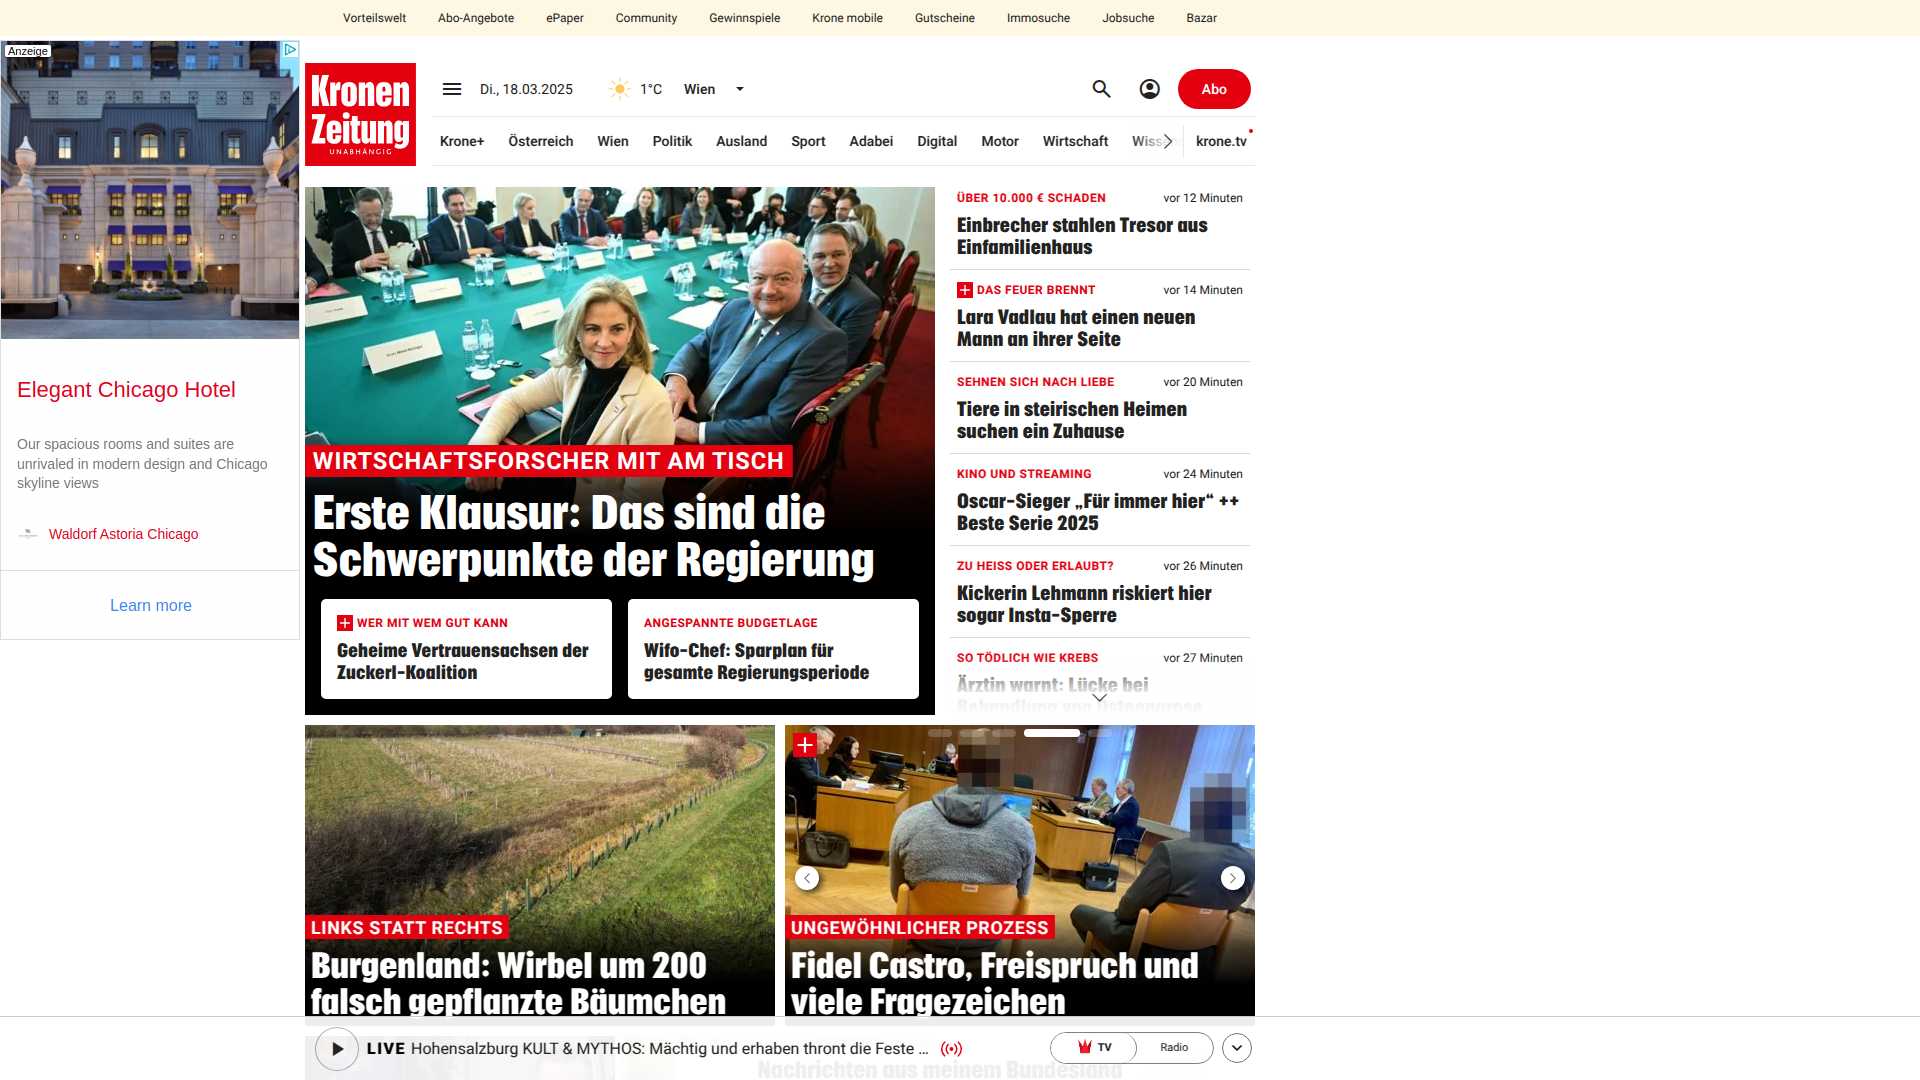 Vorteilswelt Abo-Angebote ePaper Community Gewinnspiele Krone mobile Gutscheine Immosuche Jobsuche Bazar
Anzeige
Elegant Chicago Hotel
Our spacious rooms and suites are
unrivaled in modern design and Chicago
skyline views
Waldorf Astoria Chicago
Learn more
Kronen
Zeitung
UNABHÄNGIG
Di., 18.03.2025 1°C Wien Abo
Krone+ Österreich Wien Politik Ausland Sport Adabei Digital Motor Wirtschaft Wiss krone.tv
WIRTSCHAFTSFORSCHER MIT AM TISCH
Erste Klausur: Das sind die
Schwerpunkte der Regierung
WER MIT WEM GUT KANN
Geheime Vertrauensachsen der
Zuckerl-Koalition
ANGESPANNTE BUDGETLAGE
Wifo-Chef: Sparplan für
gesamte Regierungsperiode
ÜBER 10.000 € SCHADEN vor 12 Minuten
Einbrecher stahlen Tresor aus
Einfamilienhaus
DAS FEUER BRENNT vor 14 Minuten
Lara Vadlau hat einen neuen
Mann an ihrer Seite
SEHNEN SICH NACH LIEBE vor 20 Minuten
Tiere in steirischen Heimen
suchen ein Zuhause
KINO UND STREAMING vor 24 Minuten
Oscar-Sieger „Für immer hier“ ++
Beste Serie 2025
ZU HEISS ODER ERLAUBT? vor 26 Minuten
Kickerin Lehmann riskiert hier
sogar Insta-Sperre
SO TÖDLICH WIE KREBS vor 27 Minuten
Ärztin warnt: Lücke bei
Behandlung von Osteoporose
LINKS STATT RECHTS
Burgenland: Wirbel um 200
falsch gepflanzte Bäumchen
UNGEWÖHNLICHER PROZESS
Fidel Castro, Freispruch und
viele Fragezeichen
LIVE Hohensalzburg KULT & MYTHOS: Mächtig und erhaben thront die Feste ... TV Radio
Nachrichten aus meinem Bundesland